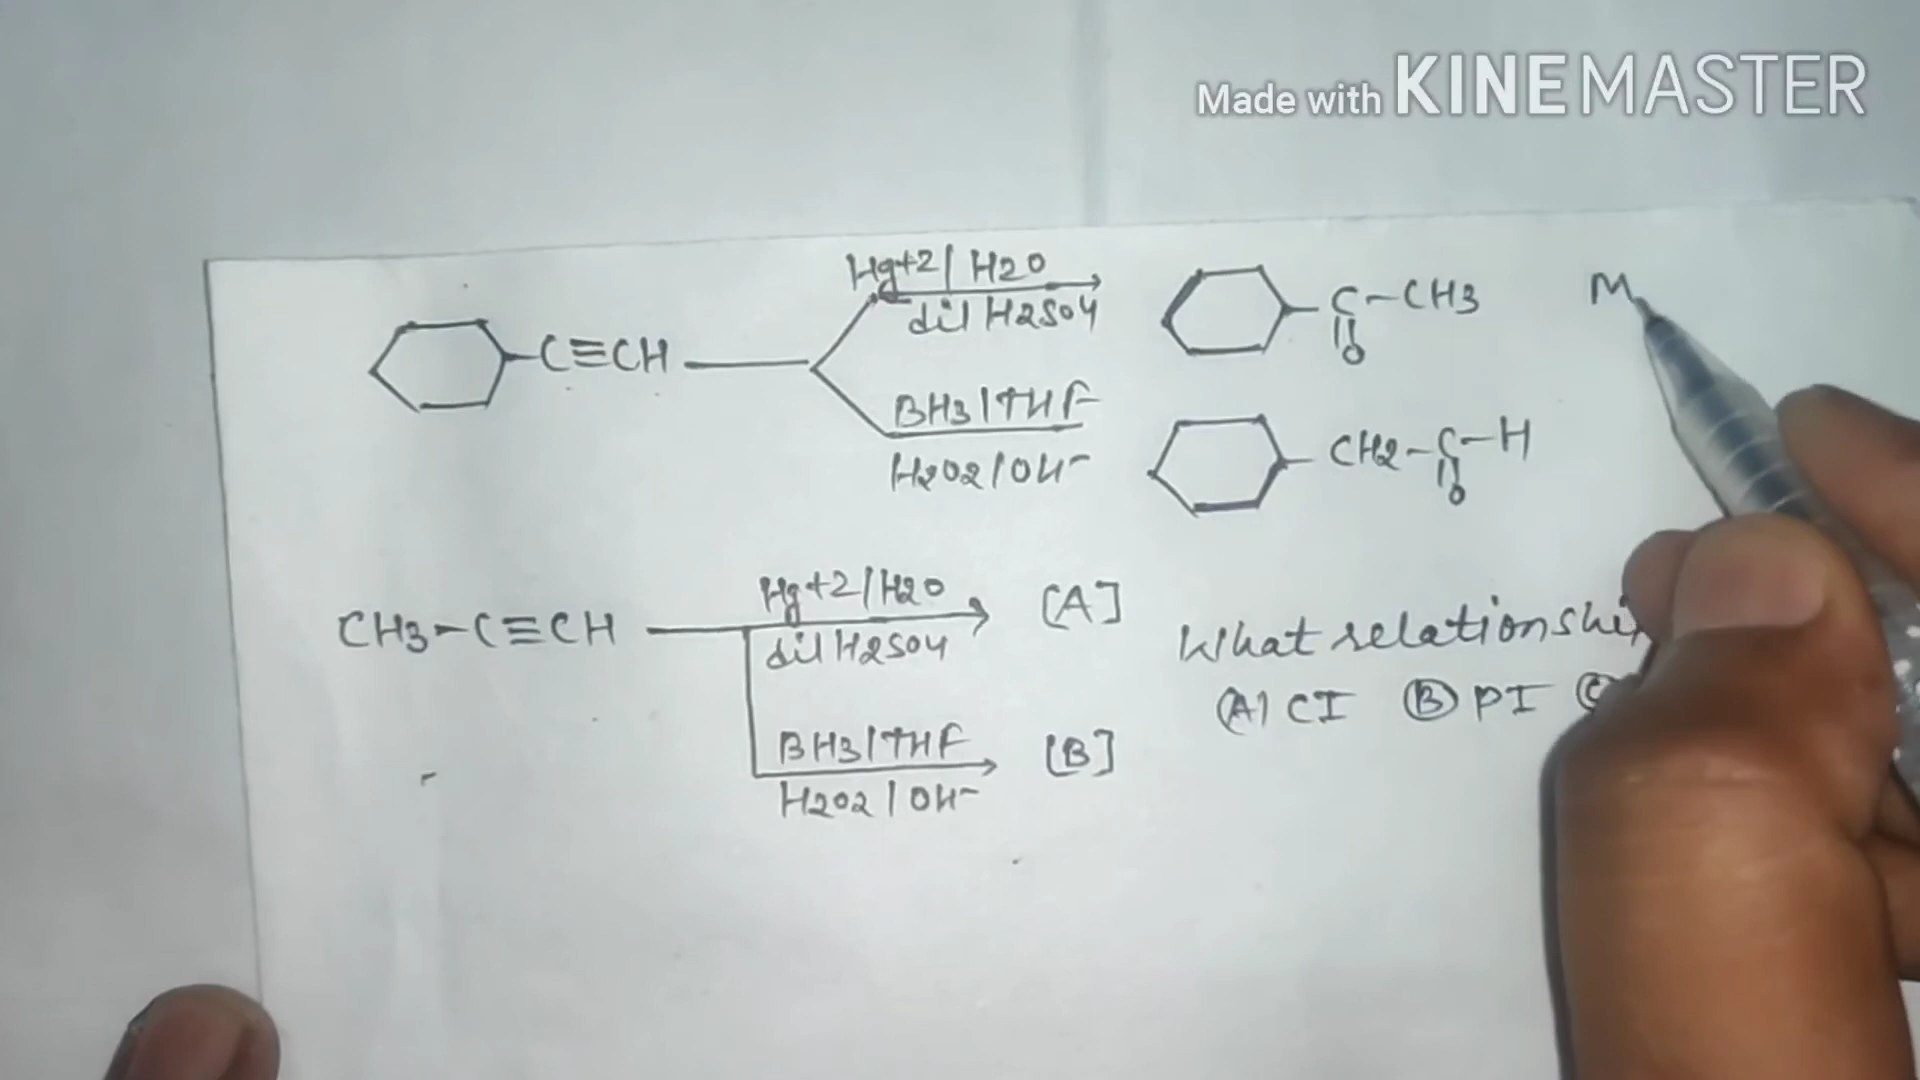 Made with KINEMASTER
Hg+2 / H2O
dil H2SO4
C≡CH
C-CH3
O
M
BH3 / THF
H2O2 / OH-
CH2-C-H
O
CH3-C≡CH
Hg+2 / H2O
dil H2SO4
[A]
What
(A) CI (B) PI (C)
BH3 / THF
H2O2 / OH-
[B]